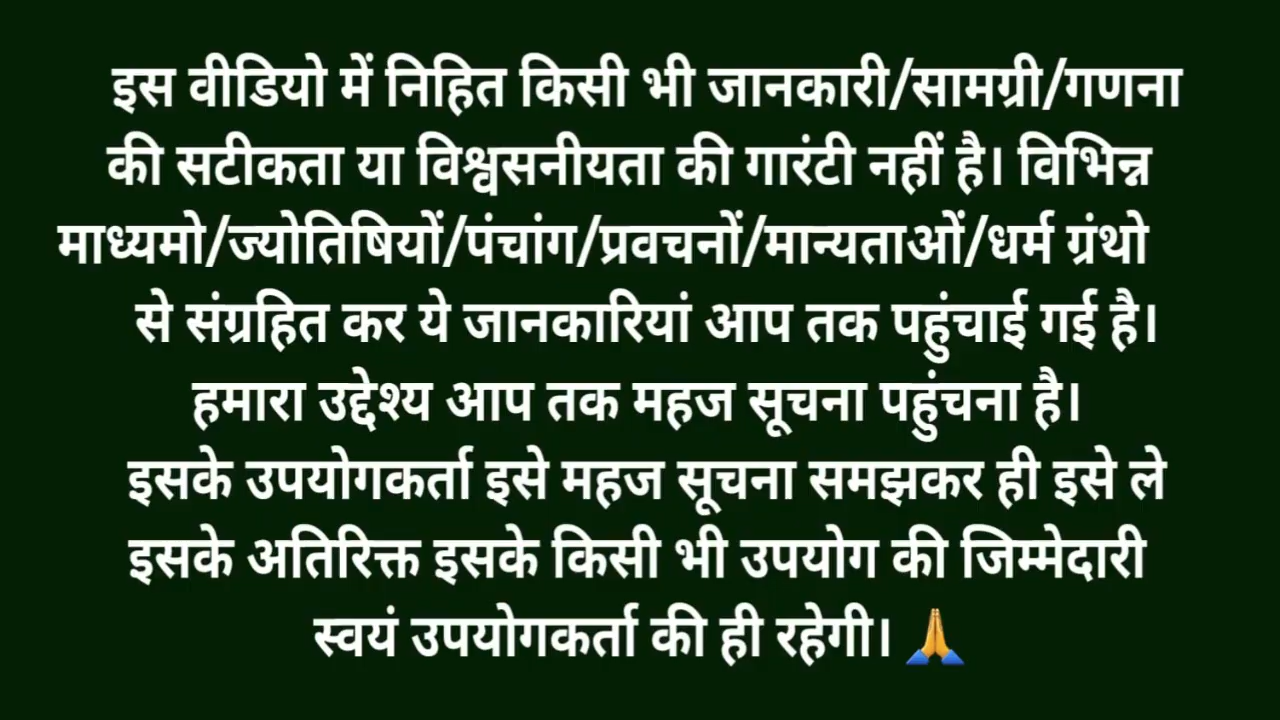 इस वीडियो में निहित किसी भी जानकारी/सामग्री/गणना
की सटीकता या विश्वसनीयता की गारंटी नहीं है। विभिन्न
माध्यमो/ज्योतिषियों/पंचांग/प्रवचनों/मान्यताओं/धर्म ग्रंथो
से संग्रहित कर ये जानकारियां आप तक पहुंचाई गई है।
हमारा उद्देश्य आप तक महज सूचना पहुंचना है।
इसके उपयोगकर्ता इसे महज सूचना समझकर ही इसे ले
इसके अतिरिक्त इसके किसी भी उपयोग की जिम्मेदारी
स्वयं उपयोगकर्ता की ही रहेगी। 🙏